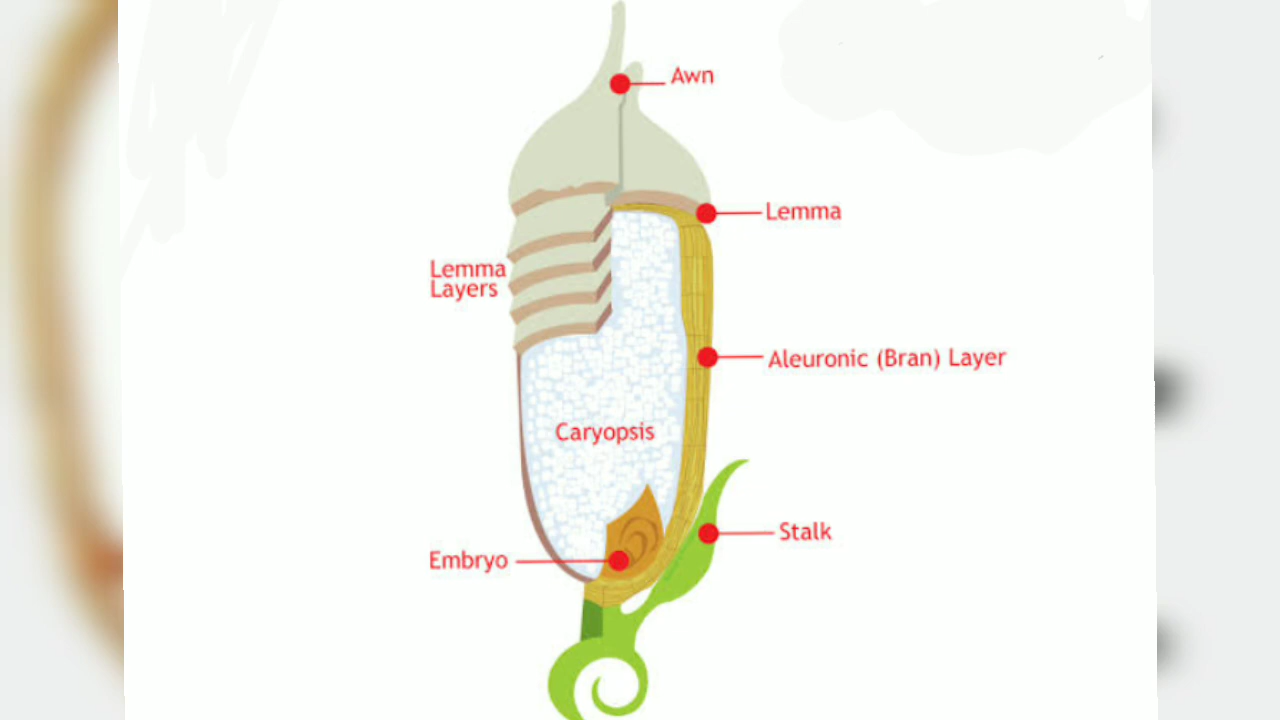 Awn
Lemma
Lemma
Layers
Aleuronic (Bran) Layer
Caryopsis
Stalk
Embryo